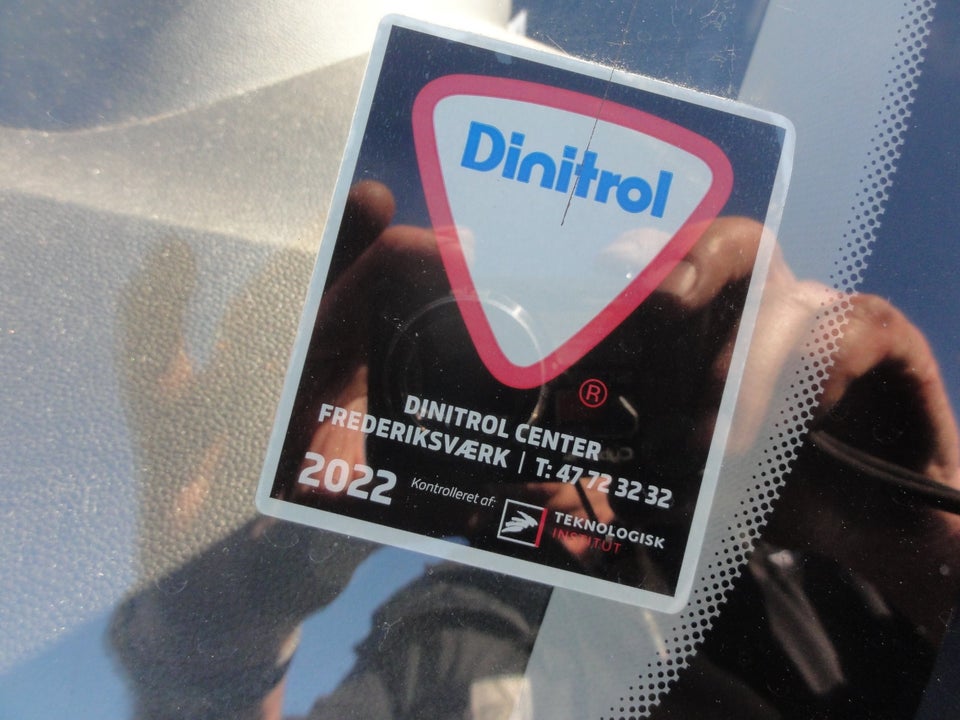 Dinitrol
®
DINITROL CENTER
FREDERIKSVÆRK | T: 47 72 32 32
2022 Kontrolleret af: TEKNOLOGISK
INSTITUT